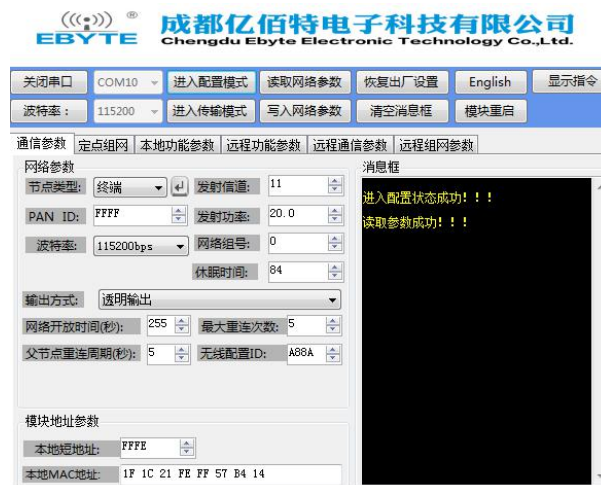 ((•)) ®
EBYTE
成都亿佰特电子科技有限公司
Chengdu Ebyte Electronic Technology Co.,Ltd.
关闭串口 COM10 进入配置模式 读取网络参数 恢复出厂设置 English 显示指令
波特率： 115200 进入传输模式 写入网络参数 清空消息框 模块重启
通信参数 定点组网 本地功能参数 远程功能参数 远程通信参数 远程组网参数
网络参数
节点类型: 终端 发射信道: 11
PAN ID: FFFF 发射功率: 20.0
波特率: 115200bps 网络组号: 0
休眠时间: 84
输出方式: 透明输出
网络开放时间(秒): 255 最大重连次数: 5
父节点重连周期(秒): 5 无线配置ID: A88A
模块地址参数
本地短地址: FFFE
本地MAC地址: 1F 1C 21 FE FF 57 B4 14
消息框
进入配置状态成功!!!
读取参数成功!!!